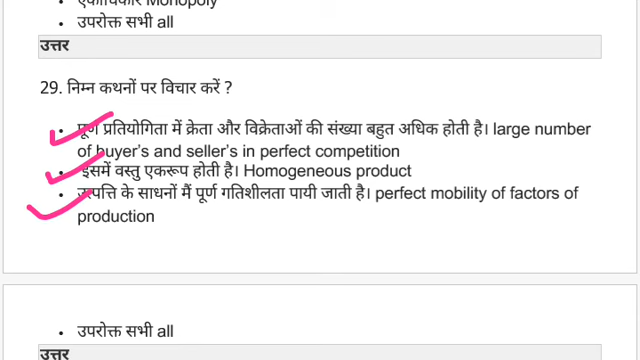 एकाधिकार Monopoly
• उपरोक्त सभी all
उत्तर
29. निम्न कथनों पर विचार करें ?
• पूर्ण प्रतियोगिता में क्रेता और विक्रेताओं की संख्या बहुत अधिक होती है। large number
of buyer's and seller's in perfect competition
• इसमें वस्तु एकरूप होती है। Homogeneous product
• उत्पत्ति के साधनों मैं पूर्ण गतिशीलता पायी जाती है। perfect mobility of factors of
production
• उपरोक्त सभी all
उत्तर